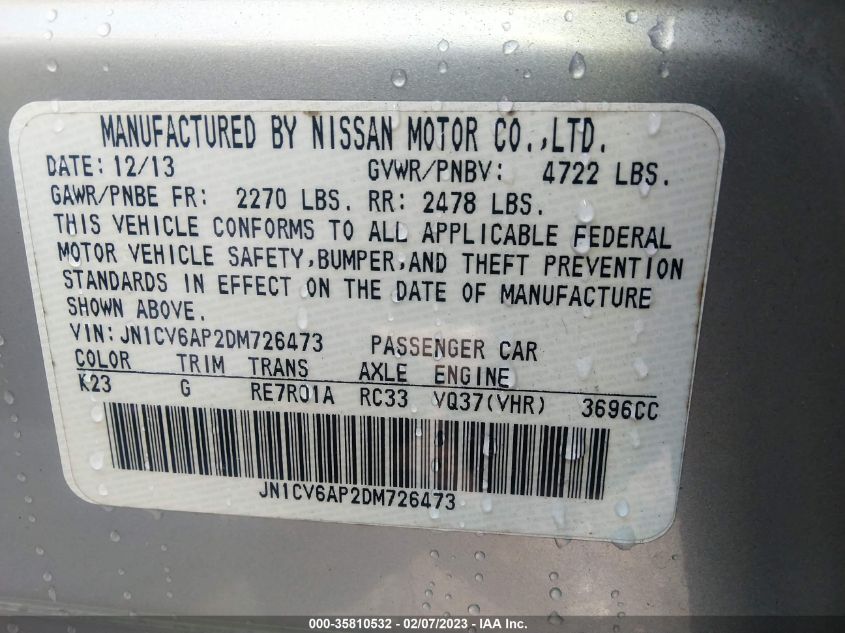 MANUFACTURED BY NISSAN MOTOR CO.,LTD.
DATE: 12/13 GVWR/PNBV: 4722 LBS.
GAWR/PNBE FR: 2270 LBS. RR: 2478 LBS.
THIS VEHICLE CONFORMS TO ALL APPLICABLE FEDERAL
MOTOR VEHICLE SAFETY,BUMPER,AND THEFT PREVENTION
STANDARDS IN EFFECT ON THE DATE OF MANUFACTURE
SHOWN ABOVE.
VIN: JN1CV6AP2DM726473 PASSENGER CAR
COLOR TRIM TRANS AXLE ENGINE
K23 G RE7R01A RC33 VQ37(VHR) 3696CC
JN1CV6AP2DM726473
000-35810532 - 02/07/2023 - IAA Inc.